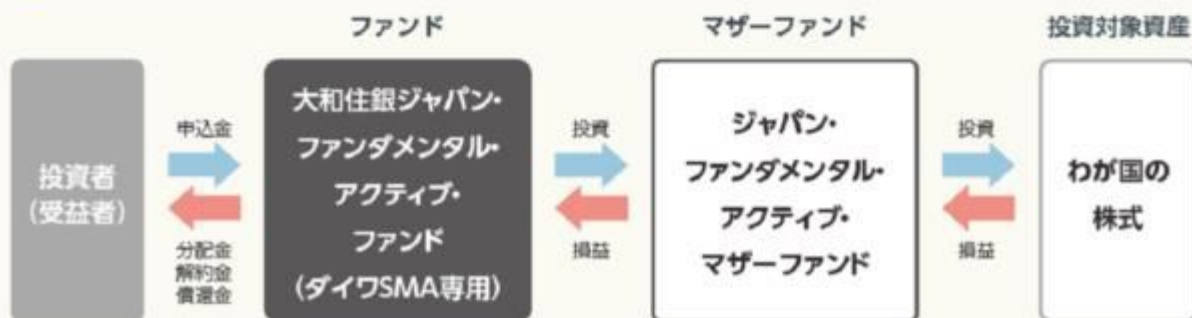 ファンド
マザーファンド
投資対象資産
投資者
(受益者)
申込金
分配金
解約金
償還金
大和住銀ジャパン・
ファンダメンタル・
アクティブ・
ファンド
(ダイワSMA専用)
投資
損益
ジャパン・
ファンダメンタル・
アクティブ・
マザーファンド
投資
損益
わが国の
株式